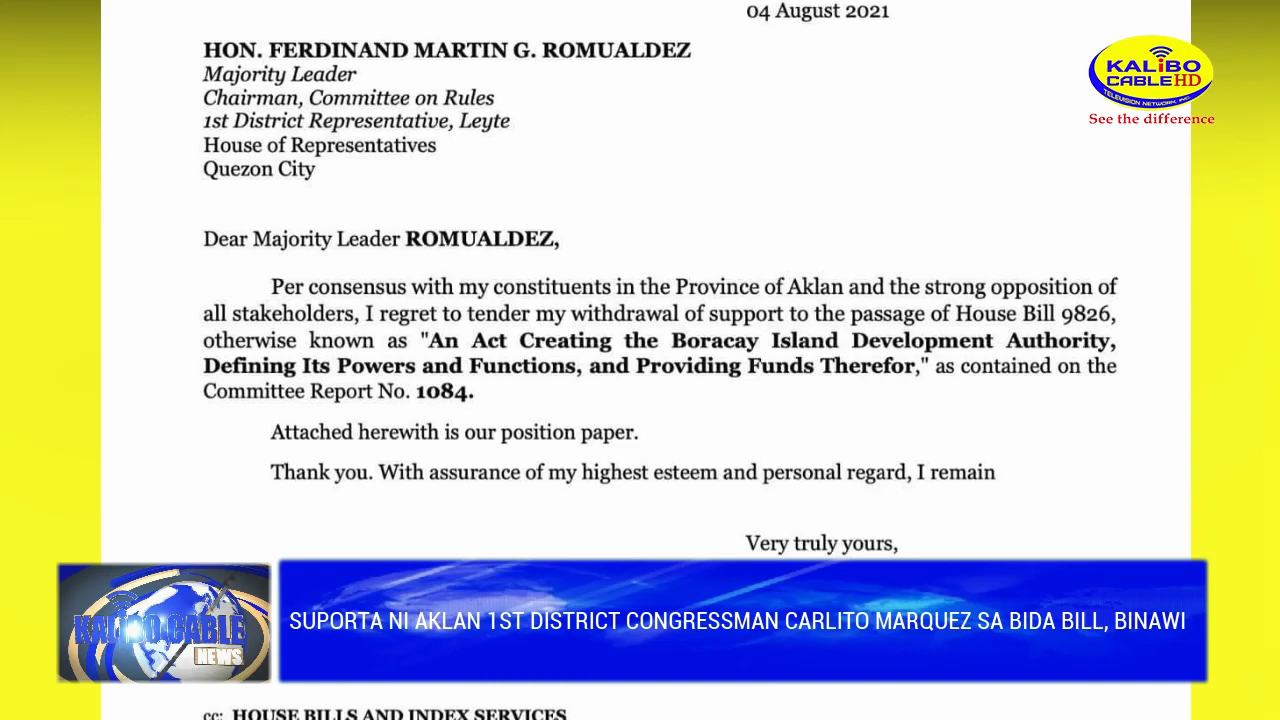 04 August 2021
HON. FERDINAND MARTIN G. ROMUALDEZ
Majority Leader
Chairman, Committee on Rules
1st District Representative, Leyte
House of Representatives
Quezon City
KALiBO
CABLE HD
TELEVISION NETWORK, INC.
See the difference
Dear Majority Leader ROMUALDEZ,
Per consensus with my constituents in the Province of Aklan and the strong opposition of
all stakeholders, I regret to tender my withdrawal of support to the passage of House Bill 9826,
otherwise known as "An Act Creating the Boracay Island Development Authority,
Defining Its Powers and Functions, and Providing Funds Therefor," as contained on the
Committee Report No. 1084.
Attached herewith is our position paper.
Thank you. With assurance of my highest esteem and personal regard, I remain
Very truly yours,
KALIBO CABLE
NEWS
SUPORTA NI AKLAN 1ST DISTRICT CONGRESSMAN CARLITO MARQUEZ SA BIDA BILL, BINAWI
cc: HOUSE BILLS AND INDEX SERVICES